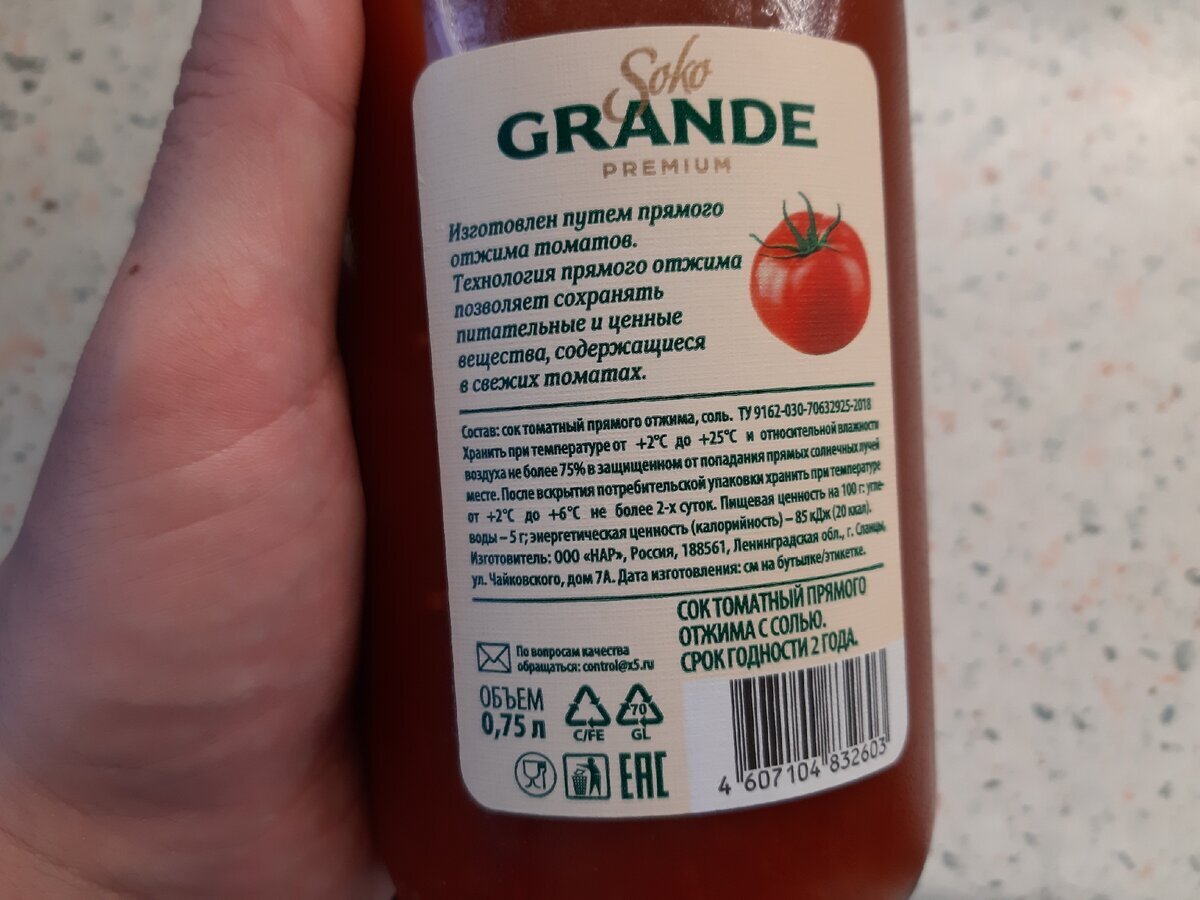 Soko
GRANDE
PREMIUM
Изготовлен путем прямого
отжима томатов.
Технология прямого отжима
позволяет сохранять
питательные и ценные
вещества, содержащиеся
в свежих томатах.
Состав: сок томатный прямого отжима, соль. ТУ 9162-030-70632925-2018
Хранить при температуре от +2°С до +25°С и относительной влажности
воздуха не более 75% в защищенном от попадания прямых солнечных лучей
месте. После вскрытия потребительской упаковки хранить при температуре
от +2°С до +6°С не более 2-х суток. Пищевая ценность на 100 г: угле-
воды – 5 г; энергетическая ценность (калорийность) – 85 кДж (20 ккал).
Изготовитель: ООО «НАР», Россия, 188561, Ленинградская обл., г. Сланцы,
ул. Чайковского, дом 7А. Дата изготовления: см на бутылке/этикетке.
СОК ТОМАТНЫЙ ПРЯМОГО
ОТЖИМА С СОЛЬЮ.
СРОК ГОДНОСТИ 2 ГОДА.
По вопросам качества
обращаться: control@x5.ru
ОБЪЕМ
0,75 л
C/FE
70
GL
EAC
4 607104 832603